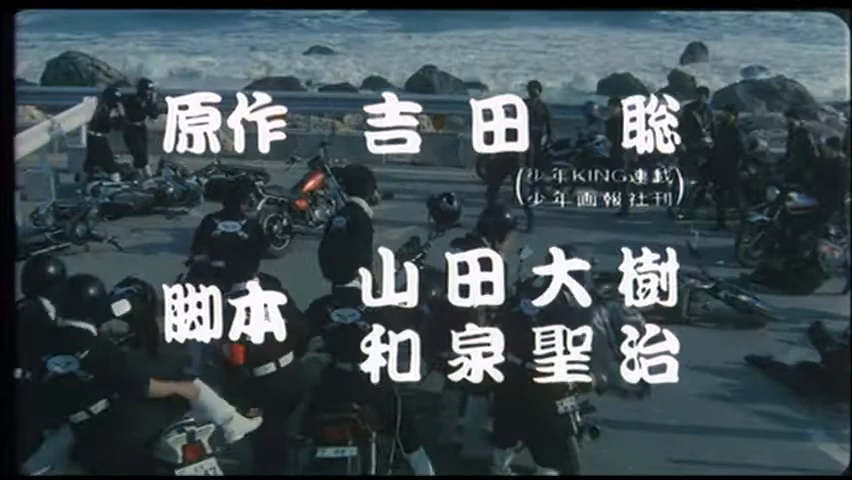 原作 吉田 聡
(少年KING連載
少年画報社刊)
脚本 山田大樹
和泉聖治